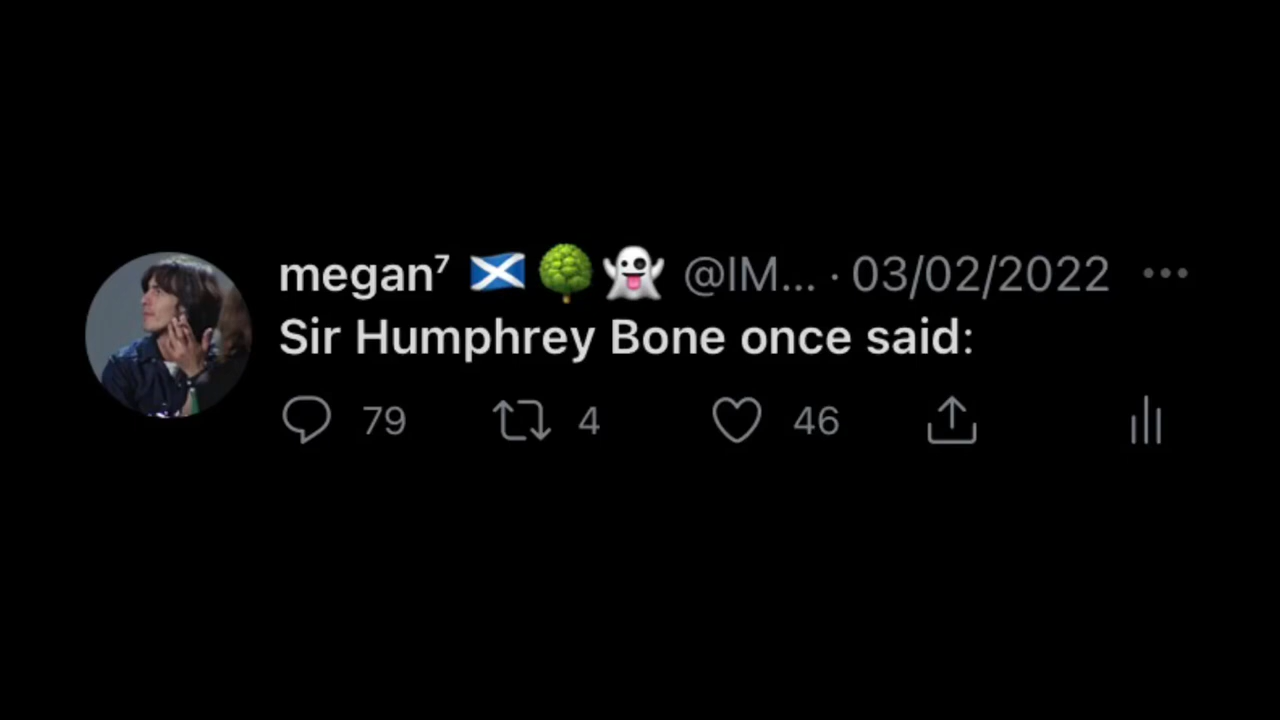 megan⁷ 🏴󠁧󠁢󠁳󠁣󠁴󠁿🌳👻 @IM... · 03/02/2022 ...
Sir Humphrey Bone once said:
79 4 46